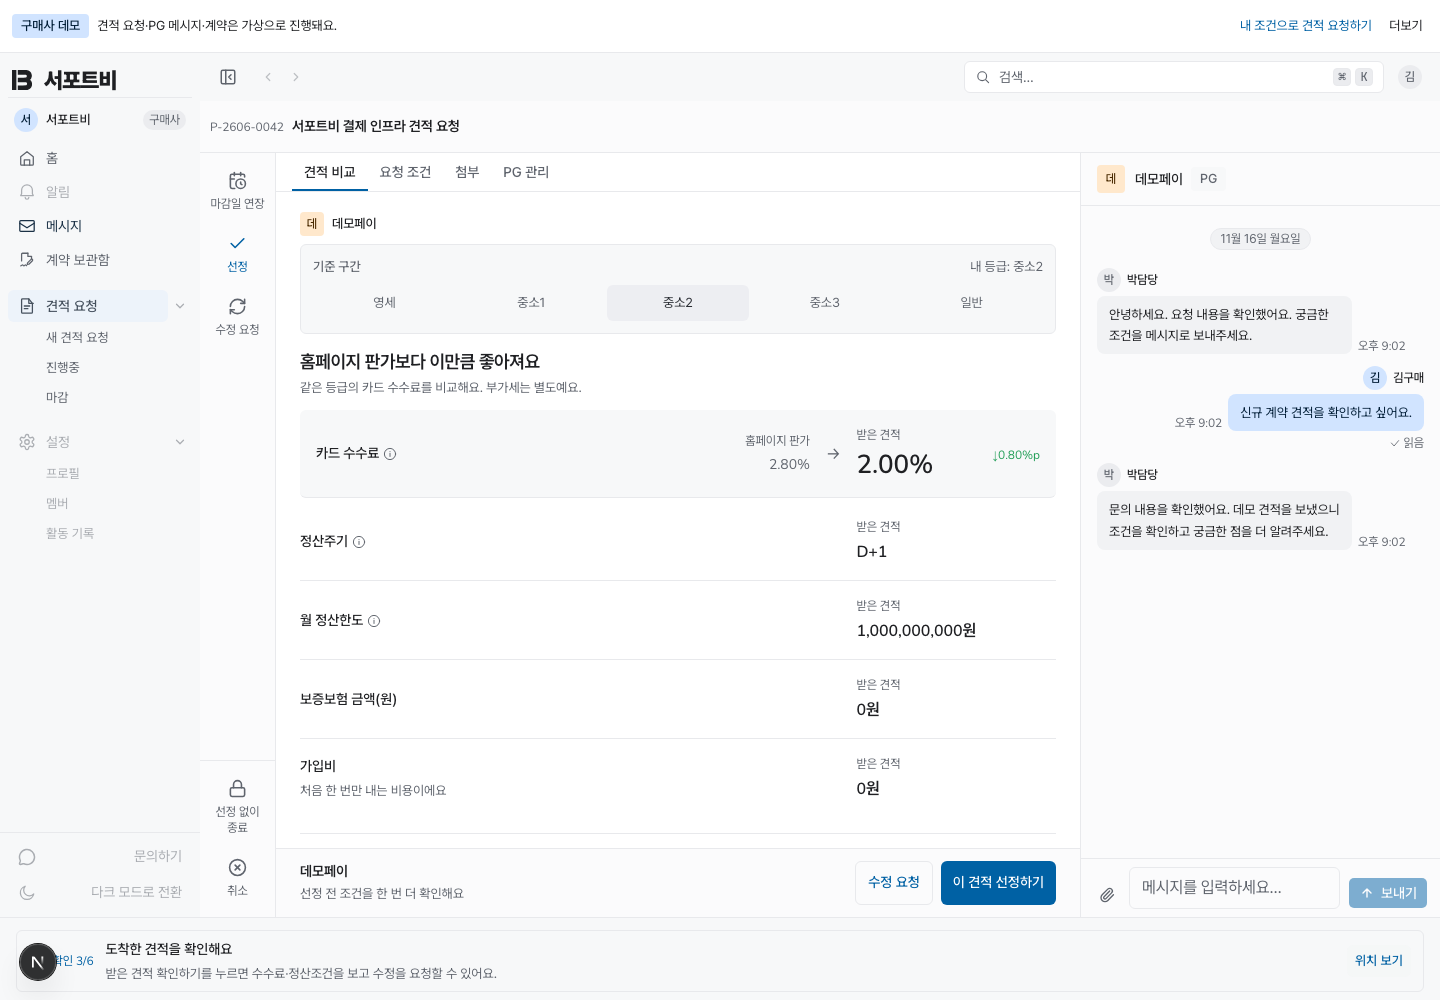 구매사 데모 견적 요청·PG 메시지·계약은 가상으로 진행돼요. 내 조건으로 견적 요청하기 더보기
서포트비
검색... ⌘ K 김
서 서포트비 구매사
홈
알림
메시지
계약 보관함
견적 요청
새 견적 요청
진행중
마감
설정
프로필
멤버
활동 기록
문의하기
다크 모드로 전환
P-2606-0042 서포트비 결제 인프라 견적 요청
마감일 연장
선정
수정 요청
선정 없이
종료
취소
견적 비교 요청 조건 첨부 PG 관리
데 데모페이
기준 구간 내 등급: 중소2
영세 중소1 중소2 중소3 일반
홈페이지 판가보다 이만큼 좋아져요
같은 등급의 카드 수수료를 비교해요. 부가세는 별도예요.
카드 수수료
홈페이지 판가
2.80%
→
받은 견적
2.00%
↓0.80%p
정산주기
받은 견적
D+1
월 정산한도
받은 견적
1,000,000,000원
보증보험 금액(원)
받은 견적
0원
가입비
처음 한 번만 내는 비용이에요
받은 견적
0원
데모페이
선정 전 조건을 한 번 더 확인해요
수정 요청 이 견적 선정하기
데 데모페이 PG
11월 16일 월요일
박 박담당
안녕하세요. 요청 내용을 확인했어요. 궁금한
조건을 메시지로 보내주세요.
오후 9:02
김 김구매
오후 9:02 신규 계약 견적을 확인하고 싶어요.
읽음
박 박담당
문의 내용을 확인했어요. 데모 견적을 보냈으니
조건을 확인하고 궁금한 점을 더 알려주세요.
오후 9:02
메시지를 입력하세요... 보내기
N
확인 3/6
도착한 견적을 확인해요
받은 견적 확인하기를 누르면 수수료·정산조건을 보고 수정을 요청할 수 있어요.
위치 보기